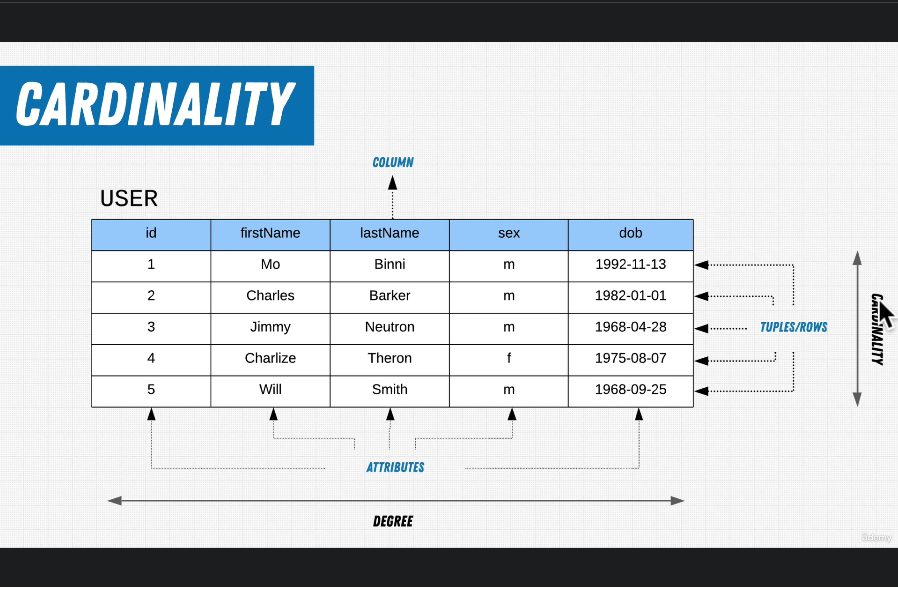 CARDINALITY
COLUMN
USER
id firstName lastName sex dob
1 Mo Binni m 1992-11-13
2 Charles Barker m 1982-01-01
3 Jimmy Neutron m 1968-04-28
4 Charlize Theron f 1975-08-07
5 Will Smith m 1968-09-25
TUPLES/ROWS
CARDINALITY
ATTRIBUTES
DEGREE
ûdemy